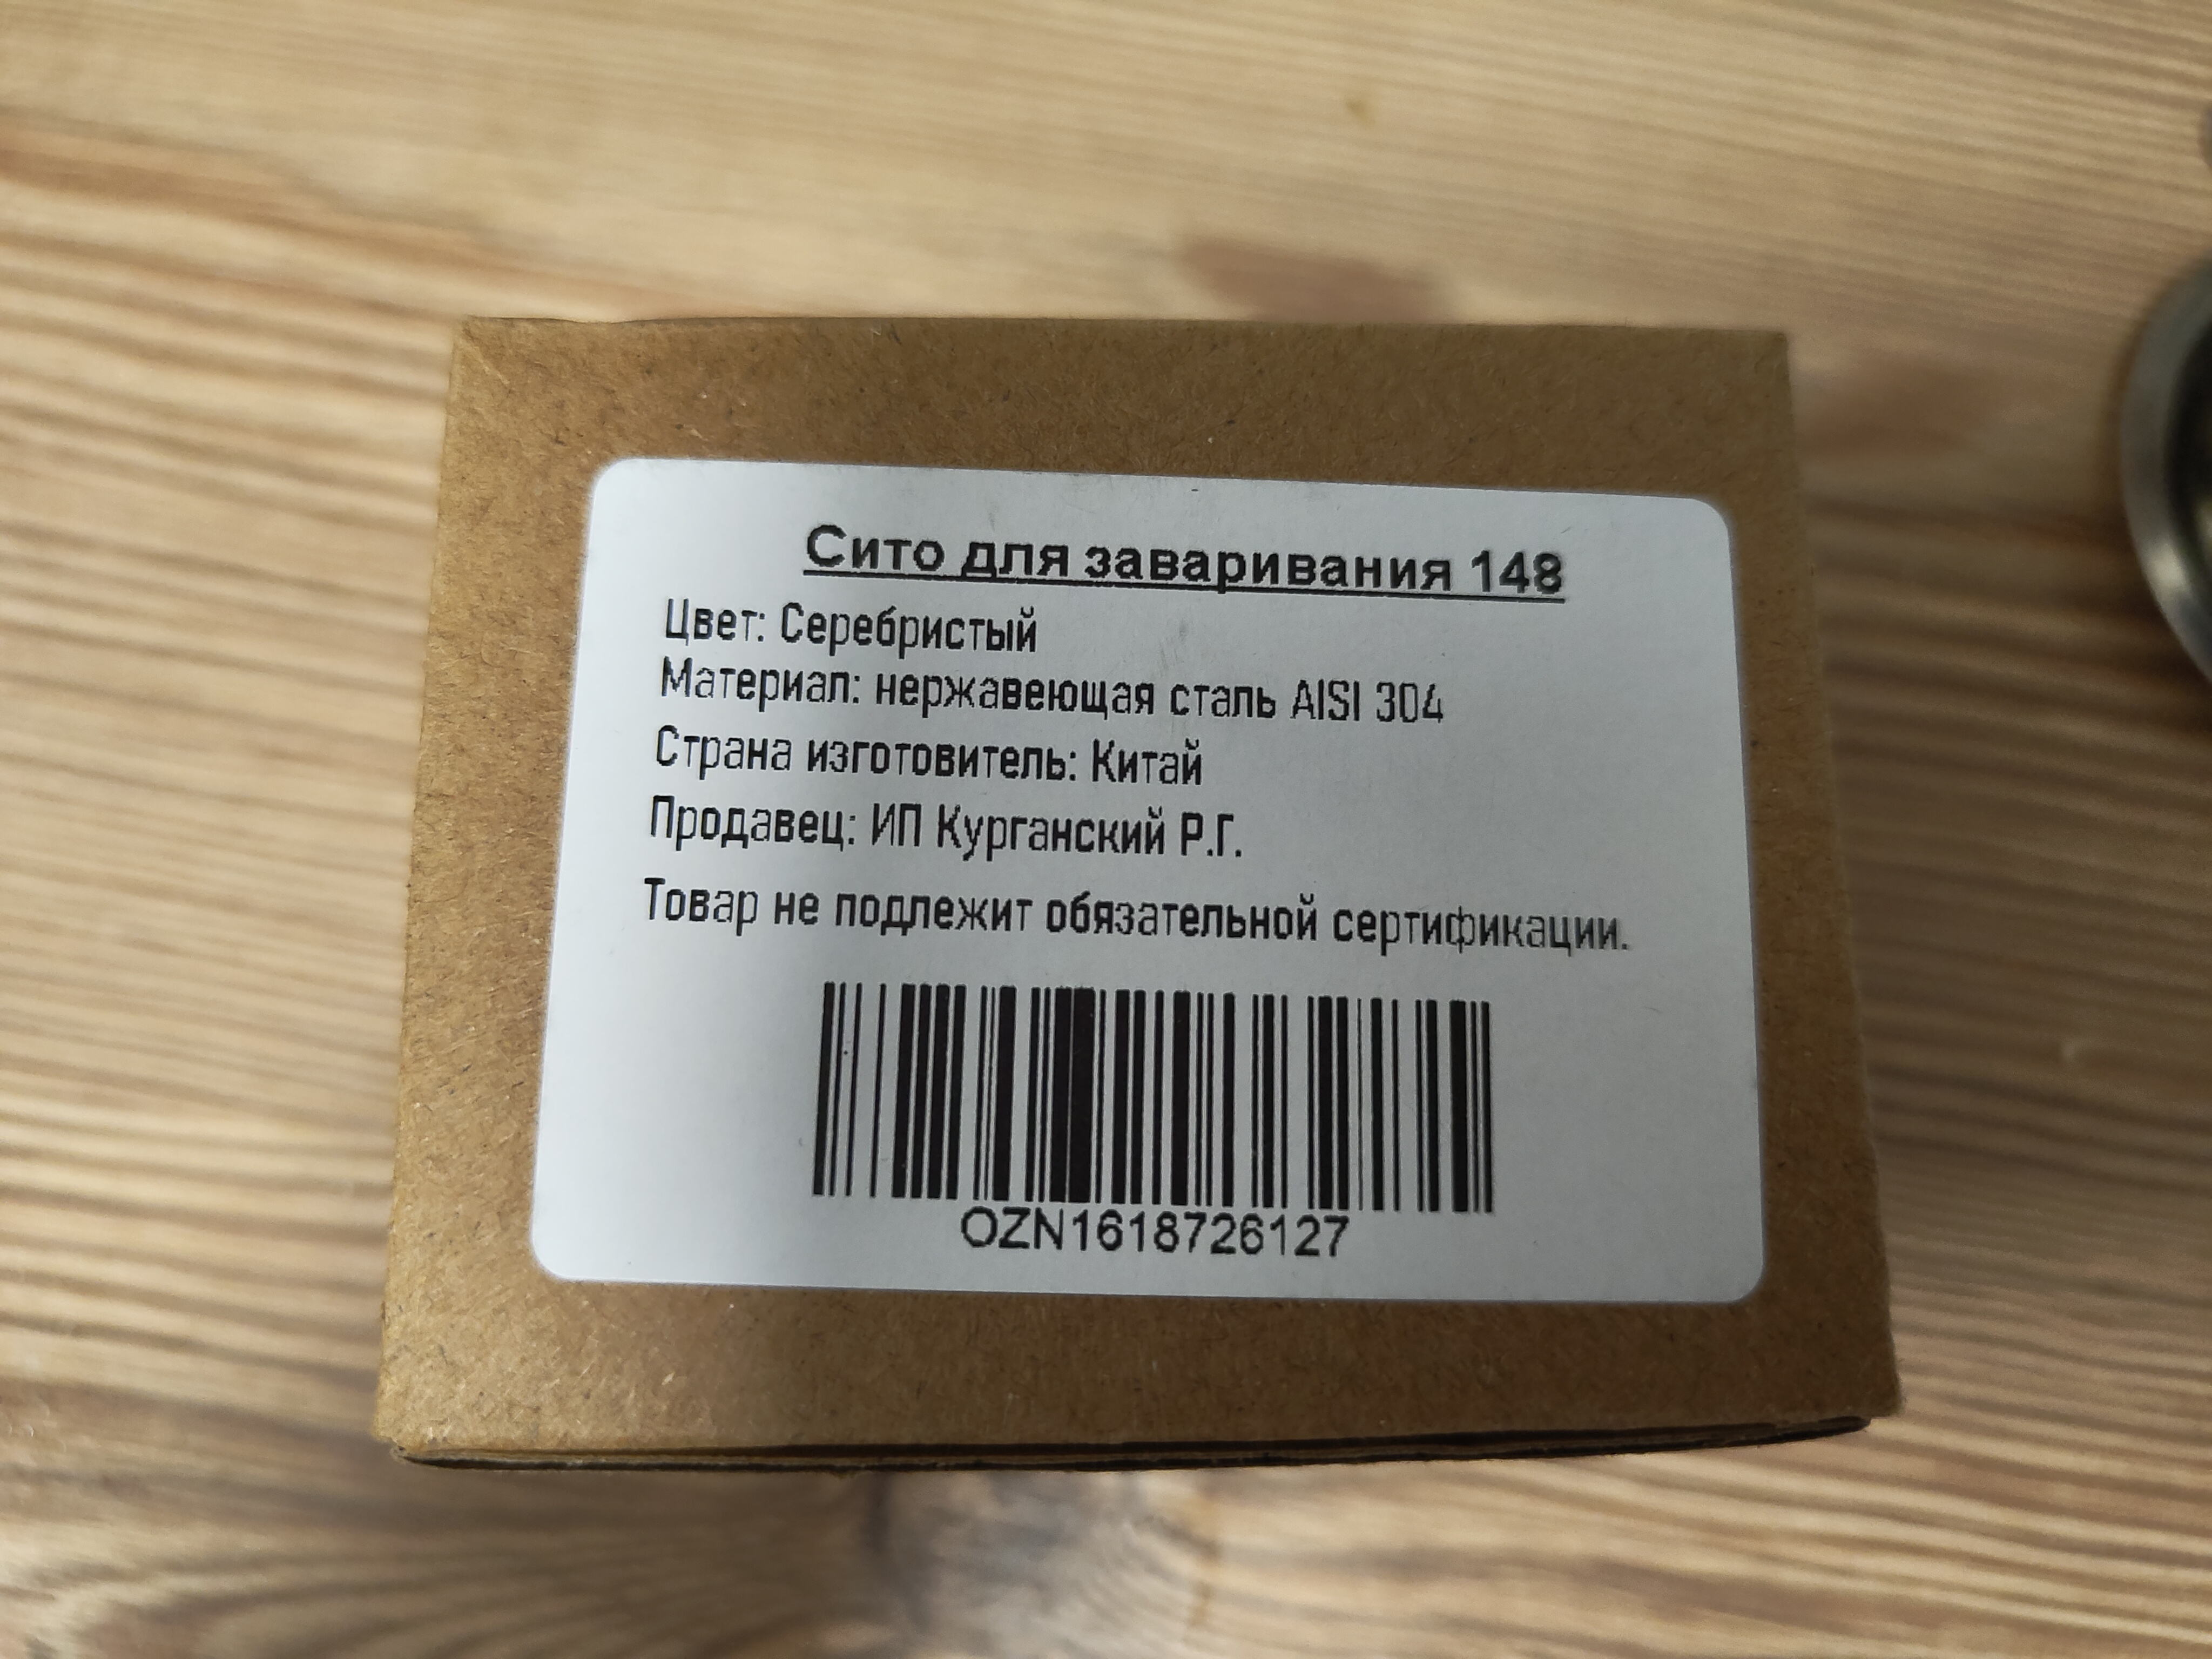 Сито для заваривания 148
Цвет: Серебристый
Материал: нержавеющая сталь AISI 304
Страна изготовитель: Китай
Продавец: ИП Курганский Р.Г.
Товар не подлежит обязательной сертификации.
OZN1618726127